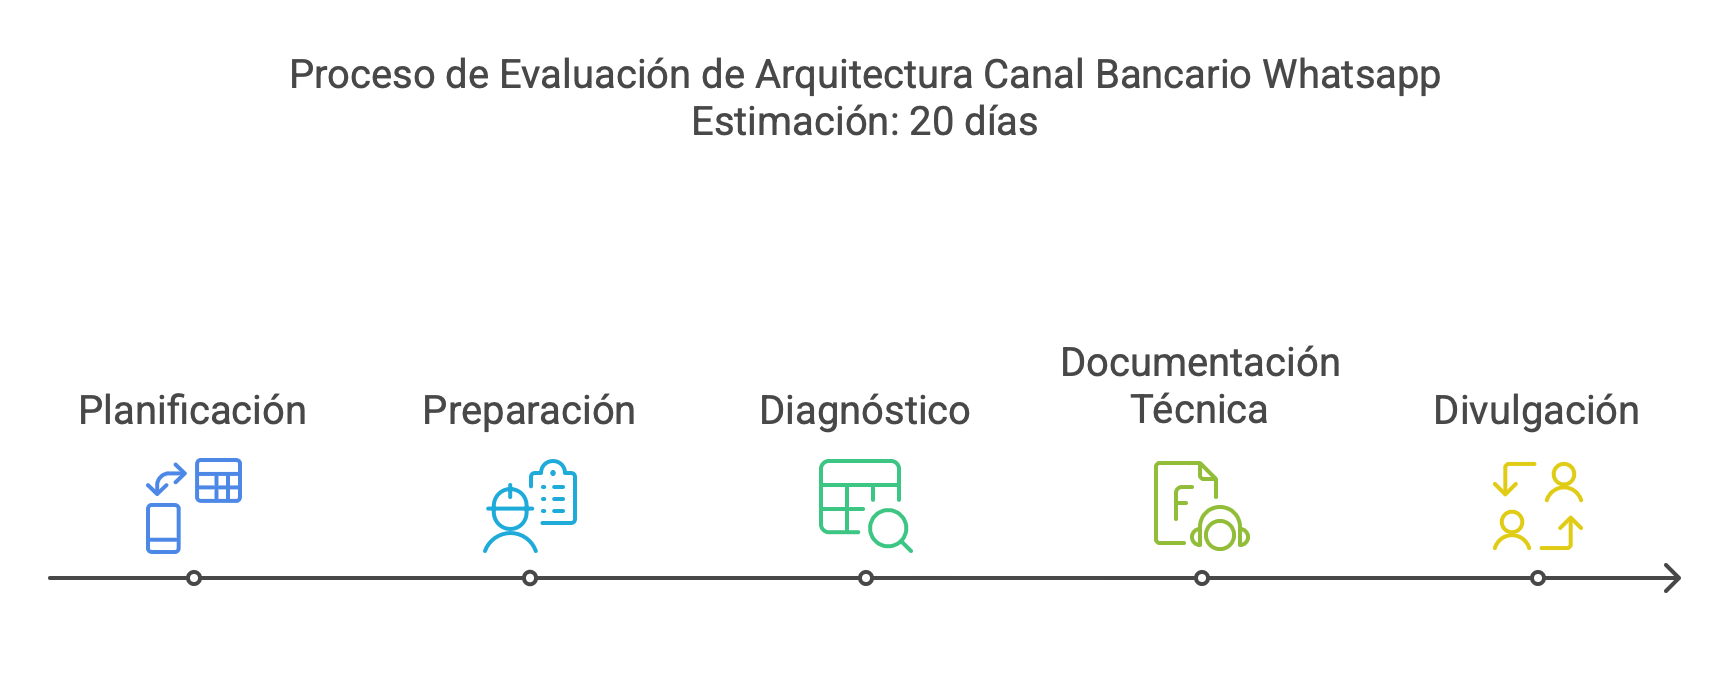 Proceso de Evaluación de Arquitectura Canal Bancario Whatsapp
Estimación: 20 días
Planificación
Preparación
Diagnóstico
Documentación
Técnica
Divulgación
F